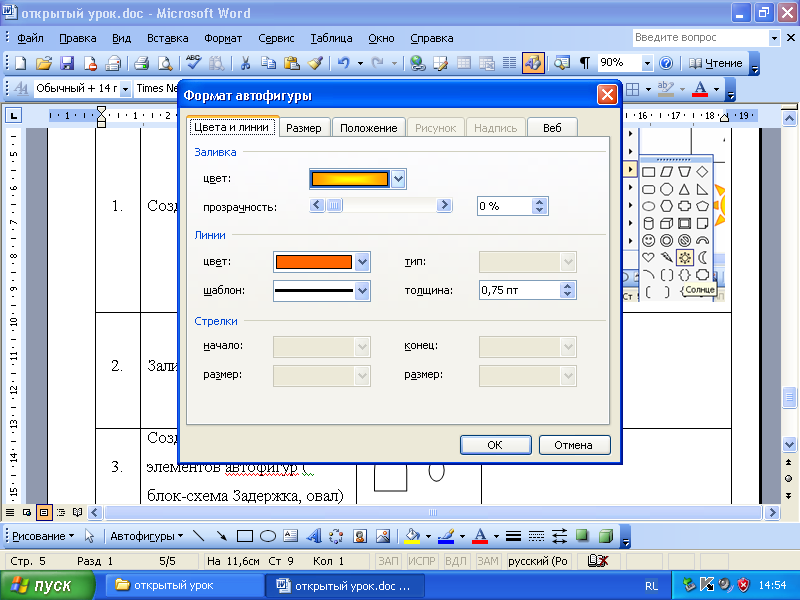 открытый урок.doc - Microsoft Word
Файл Правка Вид Вставка Формат Сервис Таблица Окно Справка Введите вопрос
90% Чтение
Обычный + 14 г Times Ne
Формат автофигуры
Цвета и линии Размер Положение Рисунок Надпись Веб
Заливка
цвет:
прозрачность: 0 %
Линии
цвет: тип:
шаблон: толщина: 0,75 пт
Стрелки
начало: конец:
размер: размер:
ОК Отмена
1. Созд
Солнце
2. Зали
3. Созд
элементов автофигур (
блок-схема Задержка, овал)
Рисование Автофигуры
Стр. 5 Разд 1 5/5 На 11,6см Ст 9 Кол 1 ЗАП ИСПР ВДЛ ЗАМ русский (Ро
пуск открытый урок открытый урок.doc ... RL 14:54